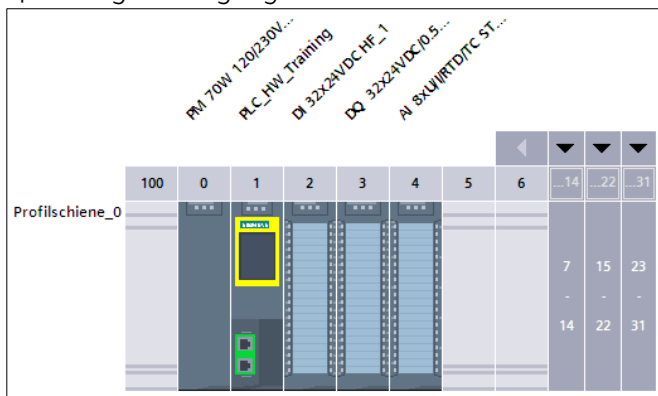 PM 70W 120/230V...
PLC_HW_Training
DI 32x24VDC HF_1
DQ 32x24VDC/0.5...
AI 8xU/I/RTD/TC ST...
...14 ...22 ...31
100 0 1 2 3 4 5 6
Profilschiene_0
SIEMENS
7 15 23
- - -
14 22 31